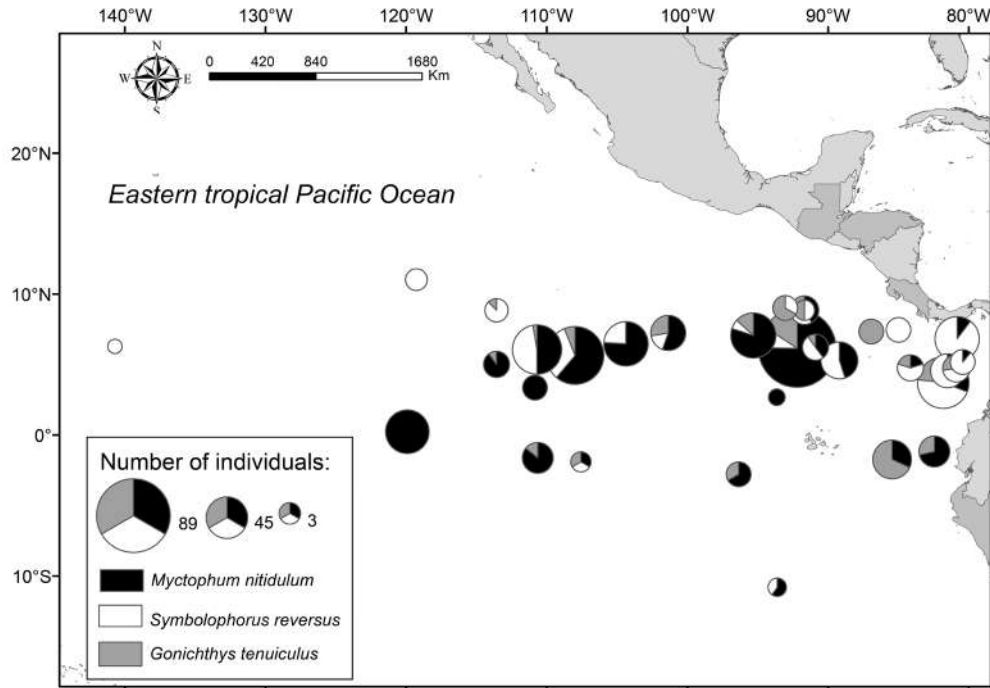 140°W 130°W 120°W 110°W 100°W 90°W 80°W
N
W E
S
0 420 840 1680
Km
20°N
Eastern tropical Pacific Ocean
10°N
0°
10°S
Number of individuals:
89 45 3
Myctophum nitidulum
Symbolophorus reversus
Gonichthys tenuiculus